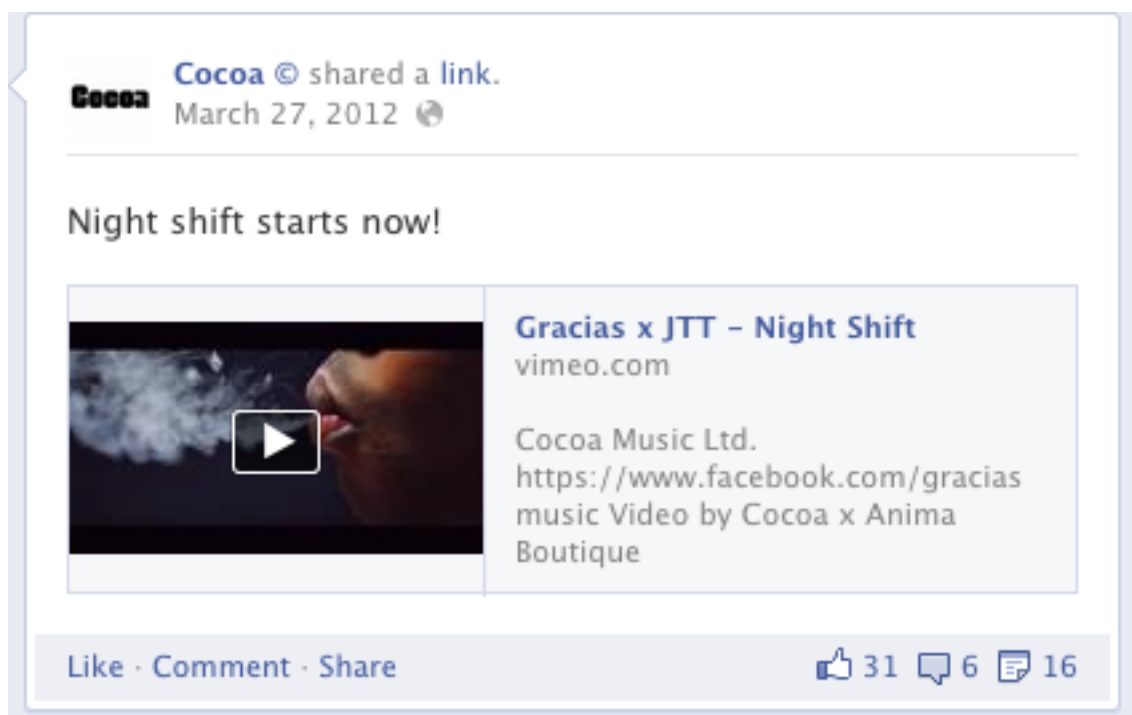 Cocoa
Cocoa © shared a link.
March 27, 2012
Night shift starts now!
Gracias x JTT – Night Shift
vimeo.com
Cocoa Music Ltd.
https://www.facebook.com/gracias
music Video by Cocoa x Anima
Boutique
Like · Comment · Share 31 6 16